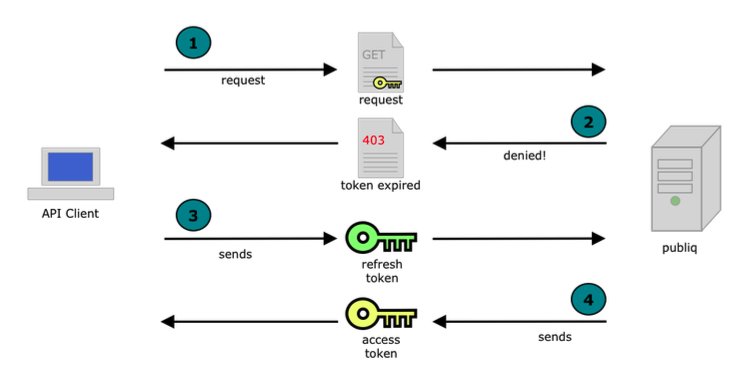 1
GET
request
request
2
403
denied!
token expired
API Client
3
publiq
sends
refresh
token
4
sends
access
token